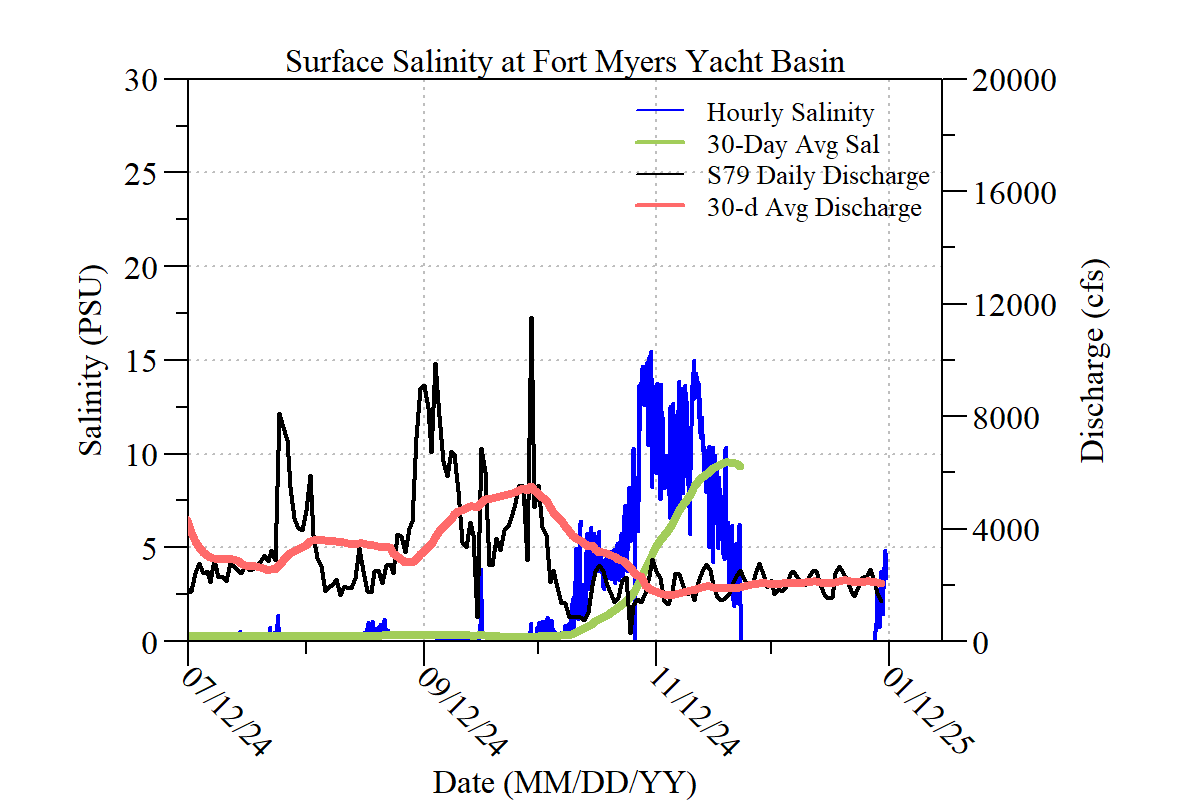 Surface Salinity at Fort Myers Yacht Basin
30
25
20
15
10
5
0
Salinity (PSU)
Hourly Salinity
30-Day Avg Sal
S79 Daily Discharge
30-d Avg Discharge
20000
16000
12000
8000
4000
0
Discharge (cfs)
07/12/24
09/12/24
11/12/24
01/12/25
Date (MM/DD/YY)